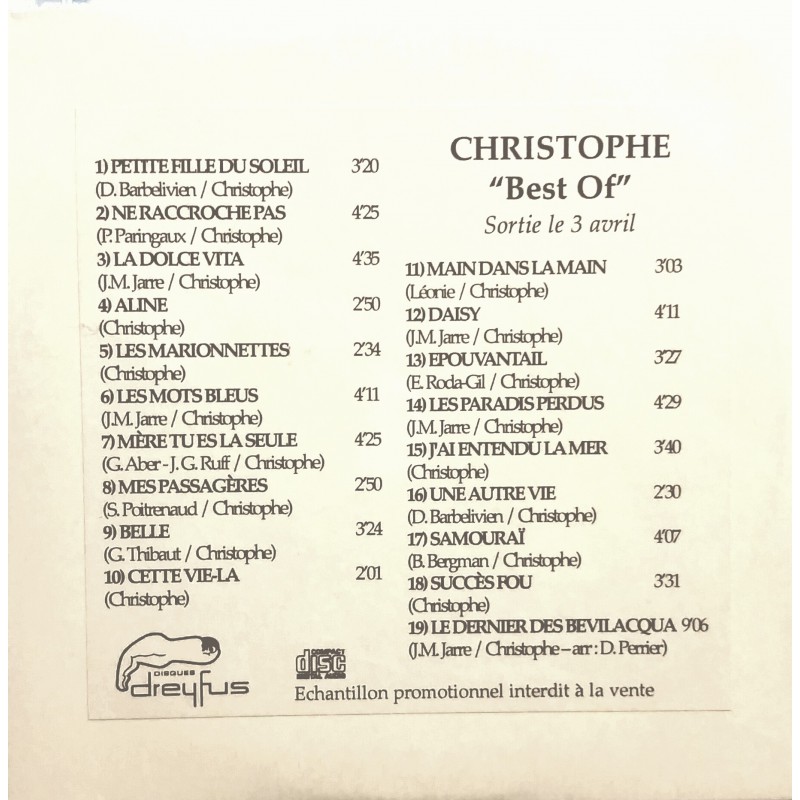 1) PETITE FILLE DU SOLEIL 3'20
(D. Barbelivien / Christophe)
2) NE RACCROCHE PAS 4'25
(P. Paringaux / Christophe)
3) LA DOLCE VITA 4'35
(J.M. Jarre / Christophe)
4) ALINE 2'50
(Christophe)
5) LES MARIONNETTES 2'34
(Christophe)
6) LES MOTS BLEUS 4'11
(J.M. Jarre / Christophe)
7) MÈRE TU ES LA SEULE 4'25
(G. Aber - J. G. Ruff / Christophe)
8) MES PASSAGÈRES 2'50
(S. Poitrenaud / Christophe)
9) BELLE 3'24
(G. Thibaut / Christophe)
10) CETTE VIE-LA 2'01
(Christophe)
CHRISTOPHE
"Best Of"
Sortie le 3 avril
11) MAIN DANS LA MAIN 3'03
(Léonie / Christophe)
12) DAISY 4'11
(J.M. Jarre / Christophe)
13) EPOUVANTAIL 3'27
(E. Roda-Gil / Christophe)
14) LES PARADIS PERDUS 4'29
(J.M. Jarre / Christophe)
15) J'AI ENTENDU LA MER 3'40
(Christophe)
16) UNE AUTRE VIE 2'30
(D. Barbelivien / Christophe)
17) SAMOURAÏ 4'07
(B. Bergman / Christophe)
18) SUCCÈS FOU 3'31
(Christophe)
19) LE DERNIER DES BEVILACQUA 9'06
(J.M. Jarre / Christophe – arr : D. Perrier)
DISQUES
dreyfus
COMPACT
disc
DIGITAL AUDIO
Echantillon promotionnel interdit à la vente